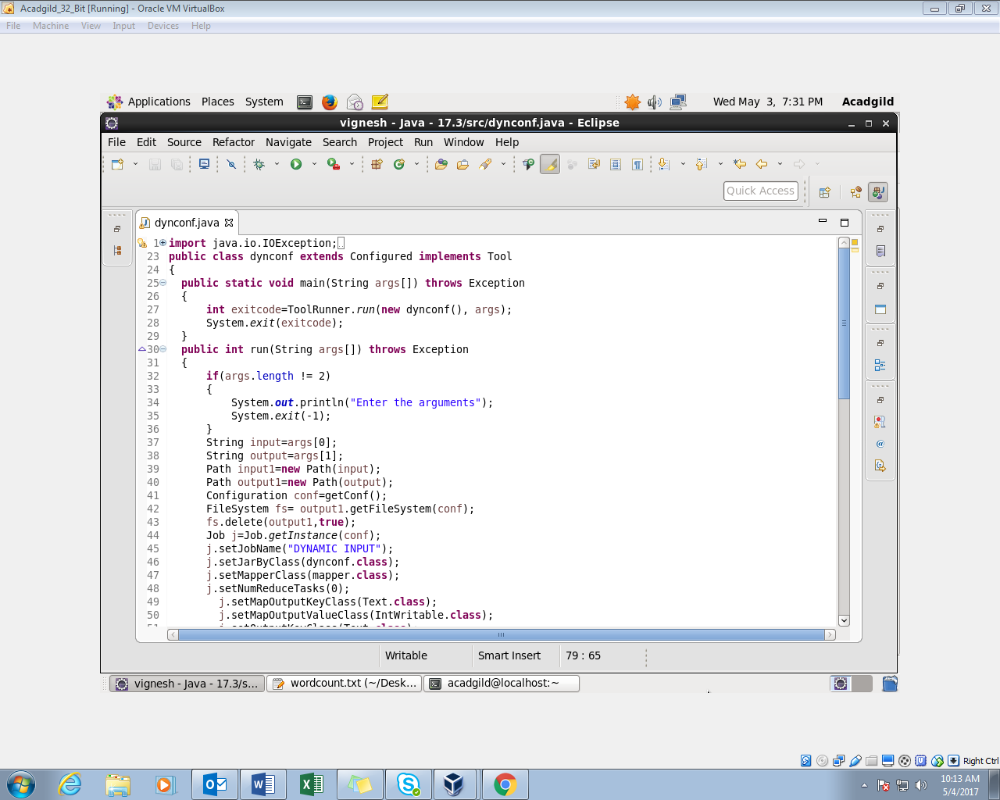 Acadgild_32_Bit [Running] - Oracle VM VirtualBox
File Machine View Input Devices Help
Applications Places System Wed May 3, 7:31 PM Acadgild
vignesh - Java - 17.3/src/dynconf.java - Eclipse
File Edit Source Refactor Navigate Search Project Run Window Help
Quick Access
dynconf.java
1 import java.io.IOException;
23 public class dynconf extends Configured implements Tool
24 {
25 public static void main(String args[]) throws Exception
26 {
27 int exitcode=ToolRunner.run(new dynconf(), args);
28 System.exit(exitcode);
29 }
30 public int run(String args[]) throws Exception
31 {
32 if(args.length != 2)
33 {
34 System.out.println("Enter the arguments");
35 System.exit(-1);
36 }
37 String input=args[0];
38 String output=args[1];
39 Path input1=new Path(input);
40 Path output1=new Path(output);
41 Configuration conf=getConf();
42 FileSystem fs= output1.getFileSystem(conf);
43 fs.delete(output1,true);
44 Job j=Job.getInstance(conf);
45 j.setJobName("DYNAMIC INPUT");
46 j.setJarByClass(dynconf.class);
47 j.setMapperClass(mapper.class);
48 j.setNumReduceTasks(0);
49 j.setMapOutputKeyClass(Text.class);
50 j.setMapOutputValueClass(IntWritable.class);
51 j.setOutputKeyClass(Text.class);
Writable Smart Insert 79 : 65
vignesh - Java - 17.3/s... wordcount.txt (~/Desk... acadgild@localhost:~
Right Ctrl
10:13 AM
5/4/2017